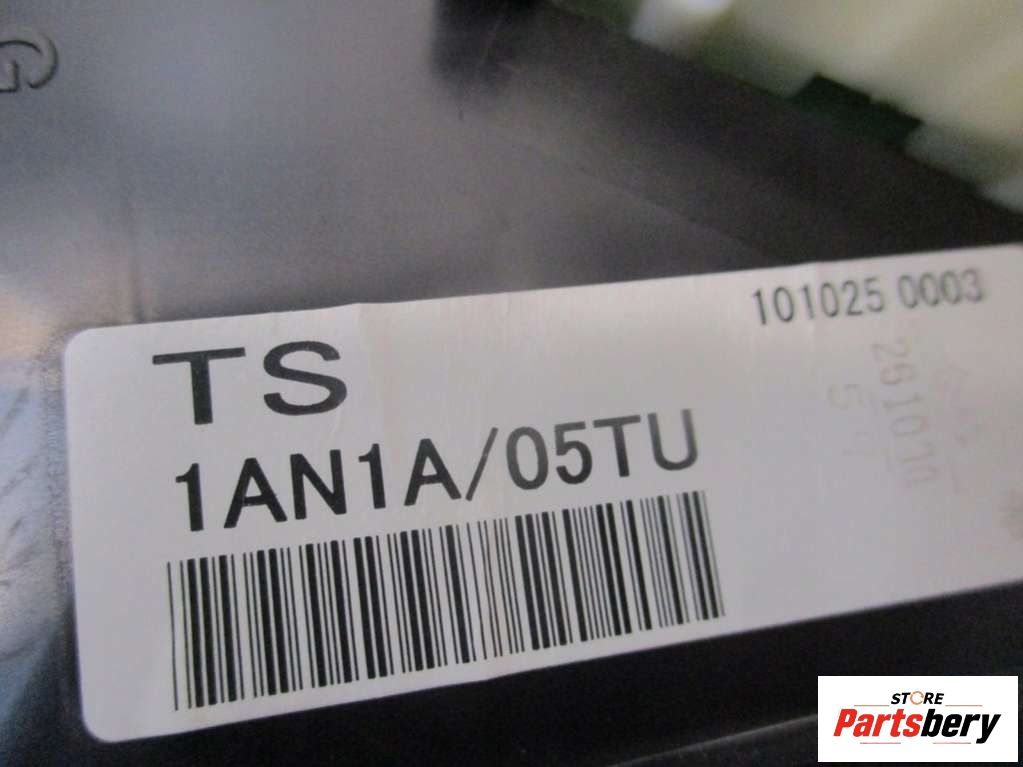 G
101025 0003
TS
1AN1A/05TU
STORE
Partsbery